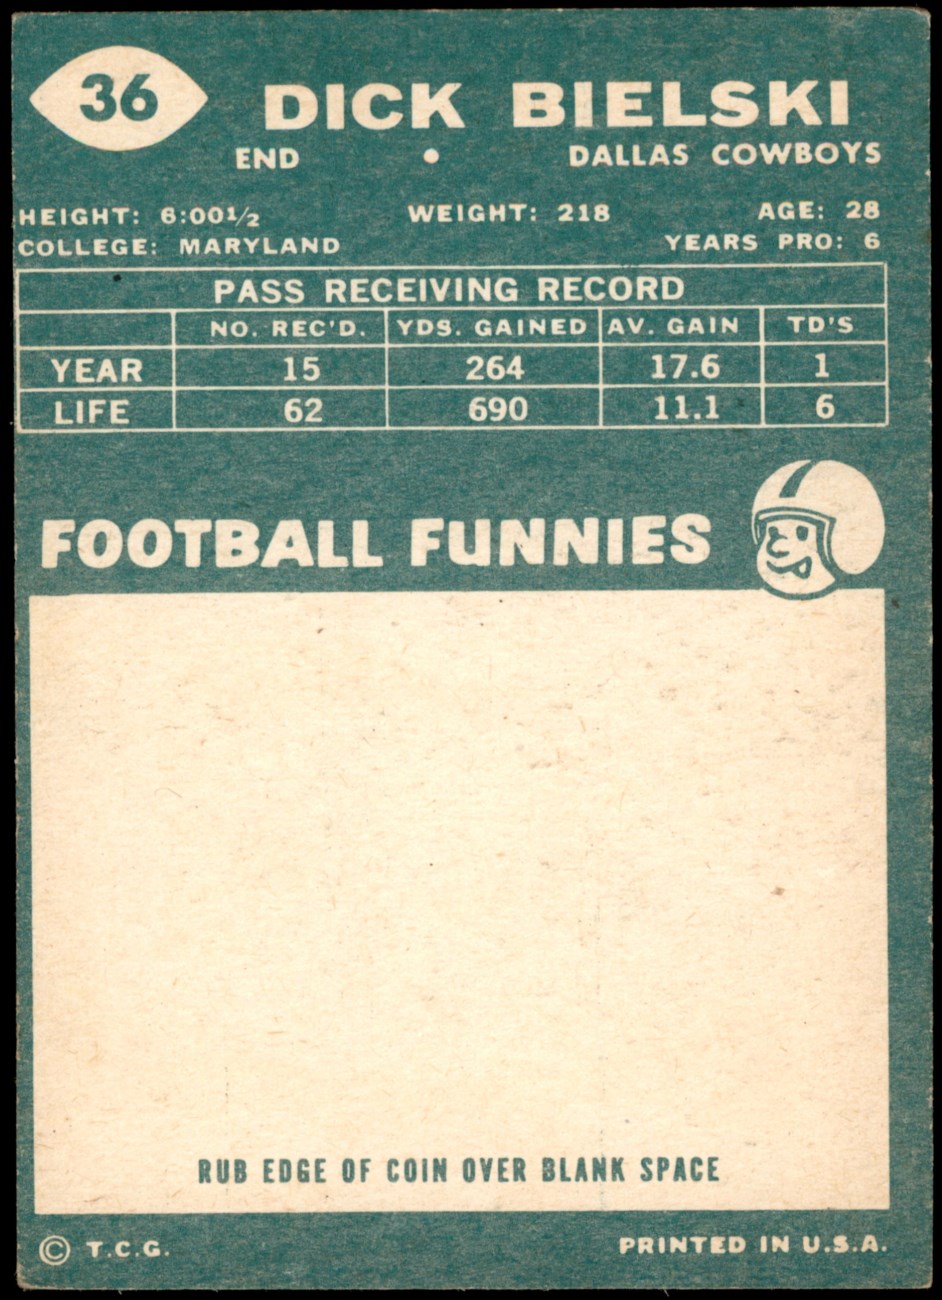 36
DICK BIELSKI
END • DALLAS COWBOYS
HEIGHT: 6:00½ WEIGHT: 218 AGE: 28
COLLEGE: MARYLAND YEARS PRO: 6
PASS RECEIVING RECORD
NO. REC'D. YDS. GAINED AV. GAIN TD'S
YEAR 15 264 17.6 1
LIFE 62 690 11.1 6
FOOTBALL FUNNIES
RUB EDGE OF COIN OVER BLANK SPACE
© T.C.G. PRINTED IN U.S.A.